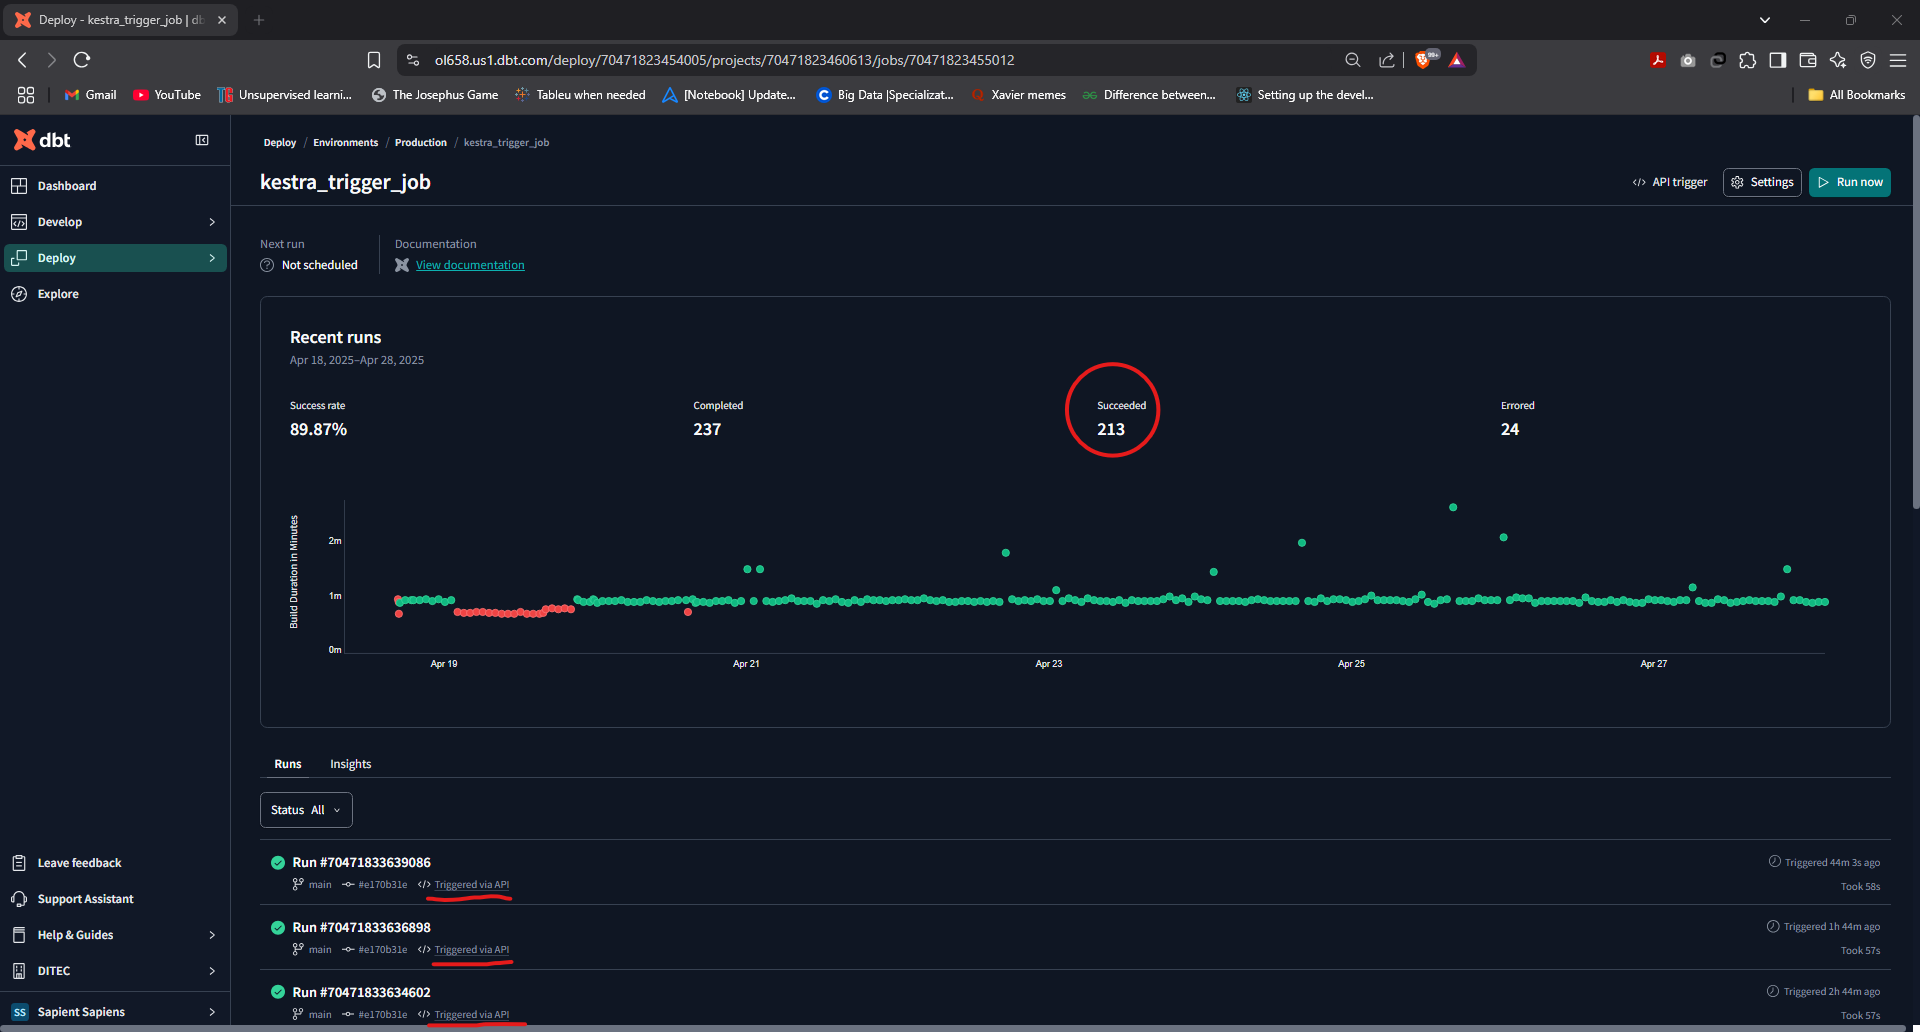 Deploy - kestra_trigger_job | db
ol658.us1.dbt.com/deploy/70471823454005/projects/70471823460613/jobs/70471823455012
99+
Gmail YouTube TG Unsupervised learni... The Josephus Game Tableu when needed [Notebook] Update... C Big Data |Specializat... Xavier memes Difference between... Setting up the devel... All Bookmarks
dbt
Dashboard
Develop
Deploy
Explore
Leave feedback
Support Assistant
Help & Guides
DITEC
SS Sapient Sapiens
Deploy / Environments / Production / kestra_trigger_job
kestra_trigger_job
</> API trigger Settings Run now
Next run Documentation
Not scheduled View documentation
Recent runs
Apr 18, 2025–Apr 28, 2025
Success rate Completed Succeeded Errored
89.87% 237 213 24
Build Duration in Minutes
2m
1m
0m
Apr 19 Apr 21 Apr 23 Apr 25 Apr 27
Runs Insights
Status All
Run #70471833639086 Triggered 44m 3s ago
main #e170b31e </> Triggered via API Took 58s
Run #70471833636898 Triggered 1h 44m ago
main #e170b31e </> Triggered via API Took 57s
Run #70471833634602 Triggered 2h 44m ago
main #e170b31e </> Triggered via API Took 57s